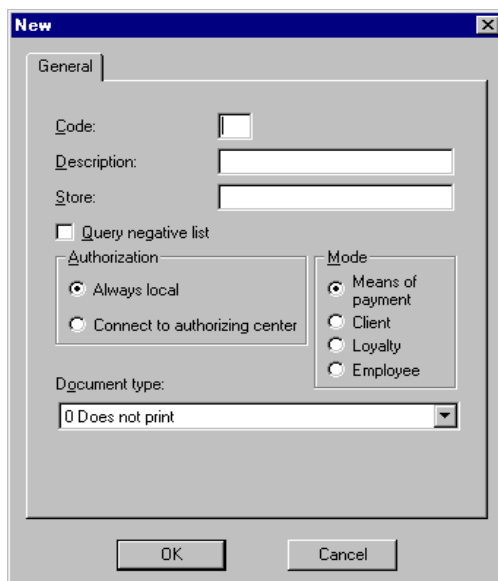 New
General
Code:
Description:
Store:
Query negative list
Authorization
Always local
Connect to authorizing center
Mode
Means of
payment
Client
Loyalty
Employee
Document type:
0 Does not print
OK
Cancel